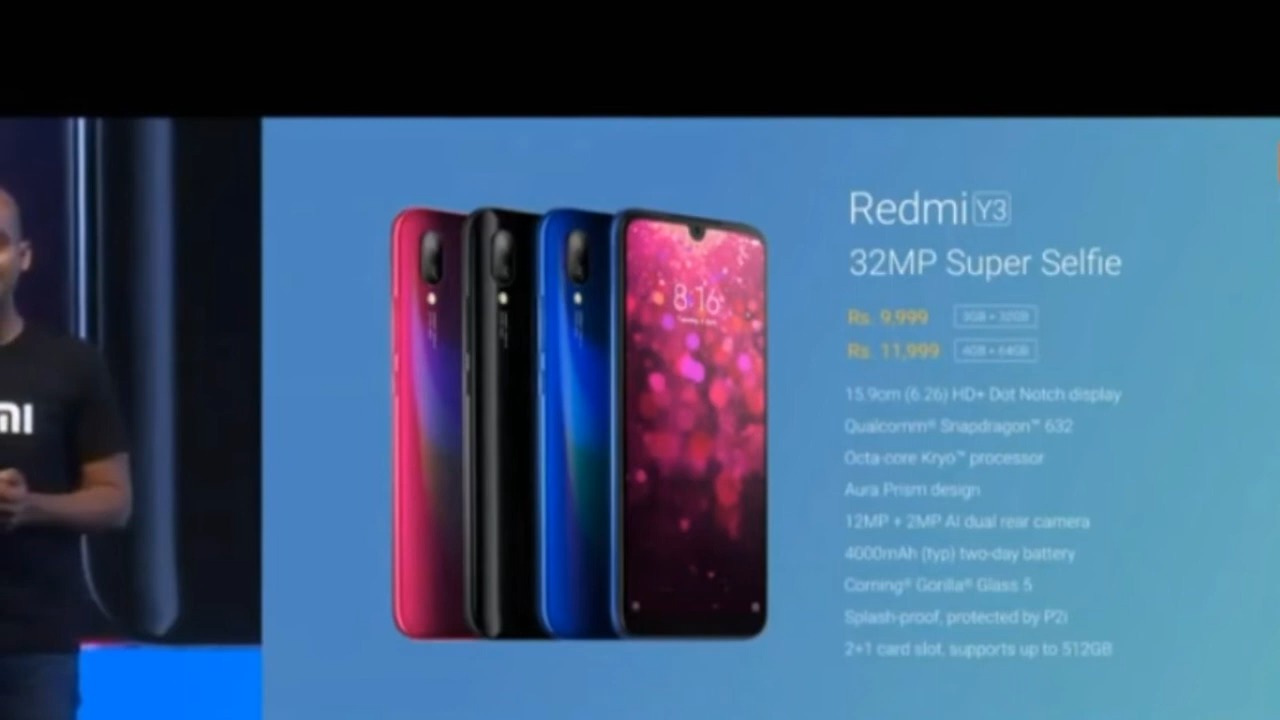 Redmi Y3
32MP Super Selfie
Rs. 9,999 3GB + 32GB
Rs. 11,999 4GB + 64GB
15.9cm (6.26) HD+ Dot Notch display
Qualcomm® Snapdragon™ 632
Octa-core Kryo™ processor
Aura Prism design
12MP + 2MP AI dual rear camera
4000mAh (typ) two-day battery
Corning® Gorilla® Glass 5
Splash-proof, protected by P2i
2+1 card slot, supports up to 512GB
8:16
MI